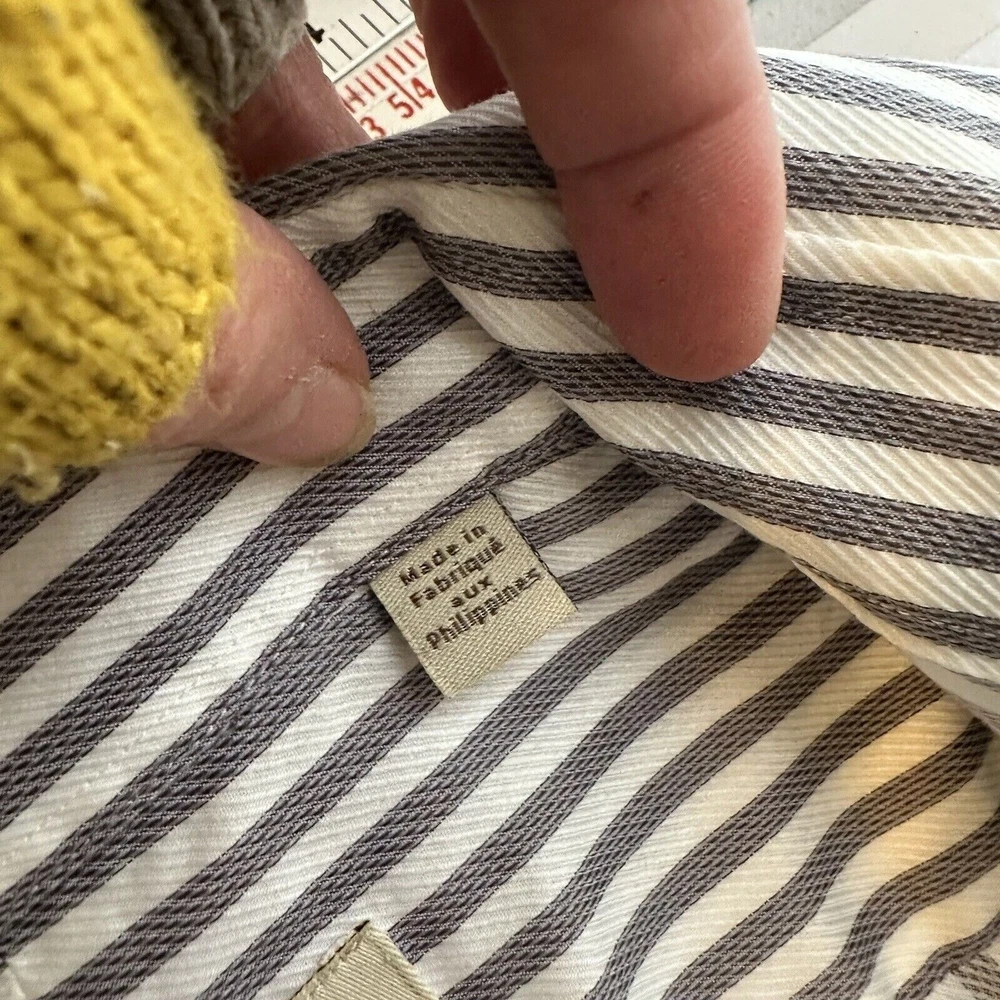 3 5/4
Made in
Fabriqué
aux
Philippines